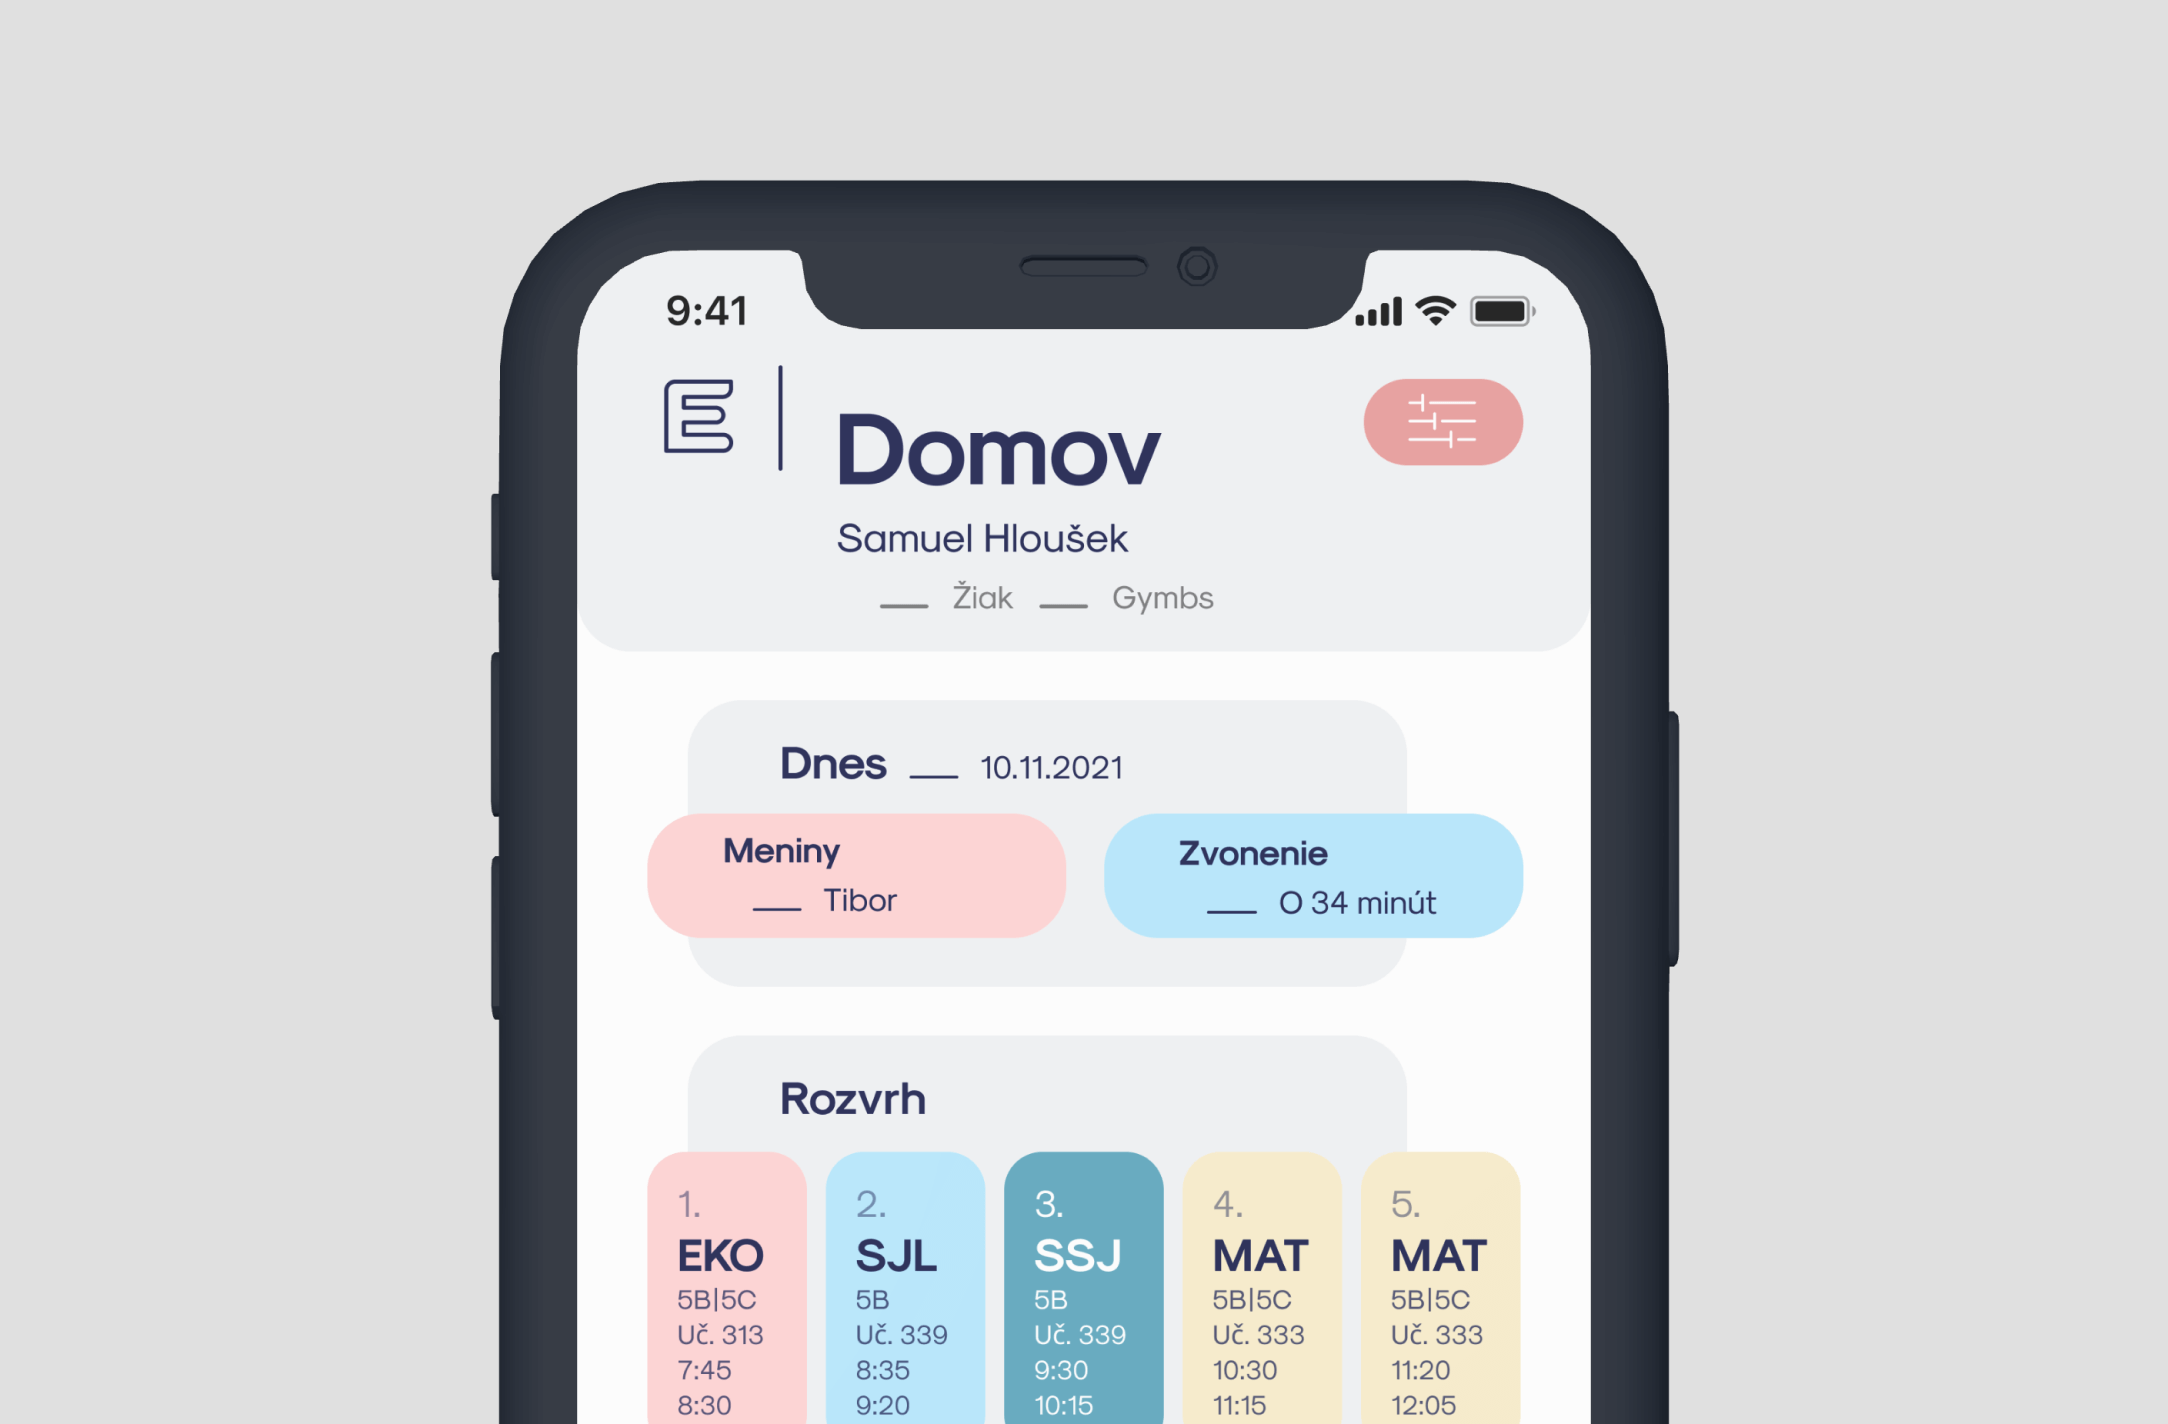 9:41
E
Domov
Samuel Hloušek
Žiak
Gymbs
Dnes
10.11.2021
Meniny
Tibor
Zvonenie
O 34 minút
Rozvrh
1.
EKO
5B|5C
Uč. 313
7:45
8:30
2.
SJL
5B
Uč. 339
8:35
9:20
3.
SSJ
5B
Uč. 339
9:30
10:15
4.
MAT
5B|5C
Uč. 333
10:30
11:15
5.
MAT
5B|5C
Uč. 333
11:20
12:05